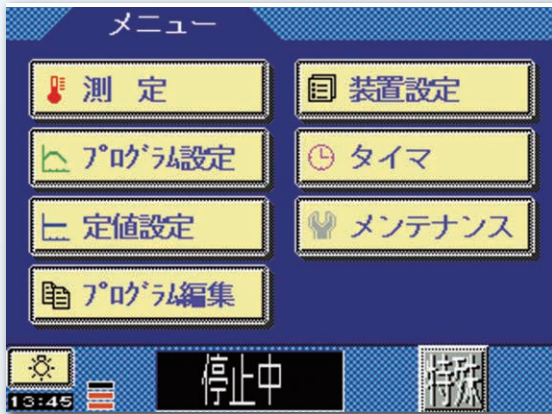 メニュー
測 定
装置設定
プログラム設定
タイマ
定値設定
メンテナンス
プログラム編集
停止中
特殊
13:45